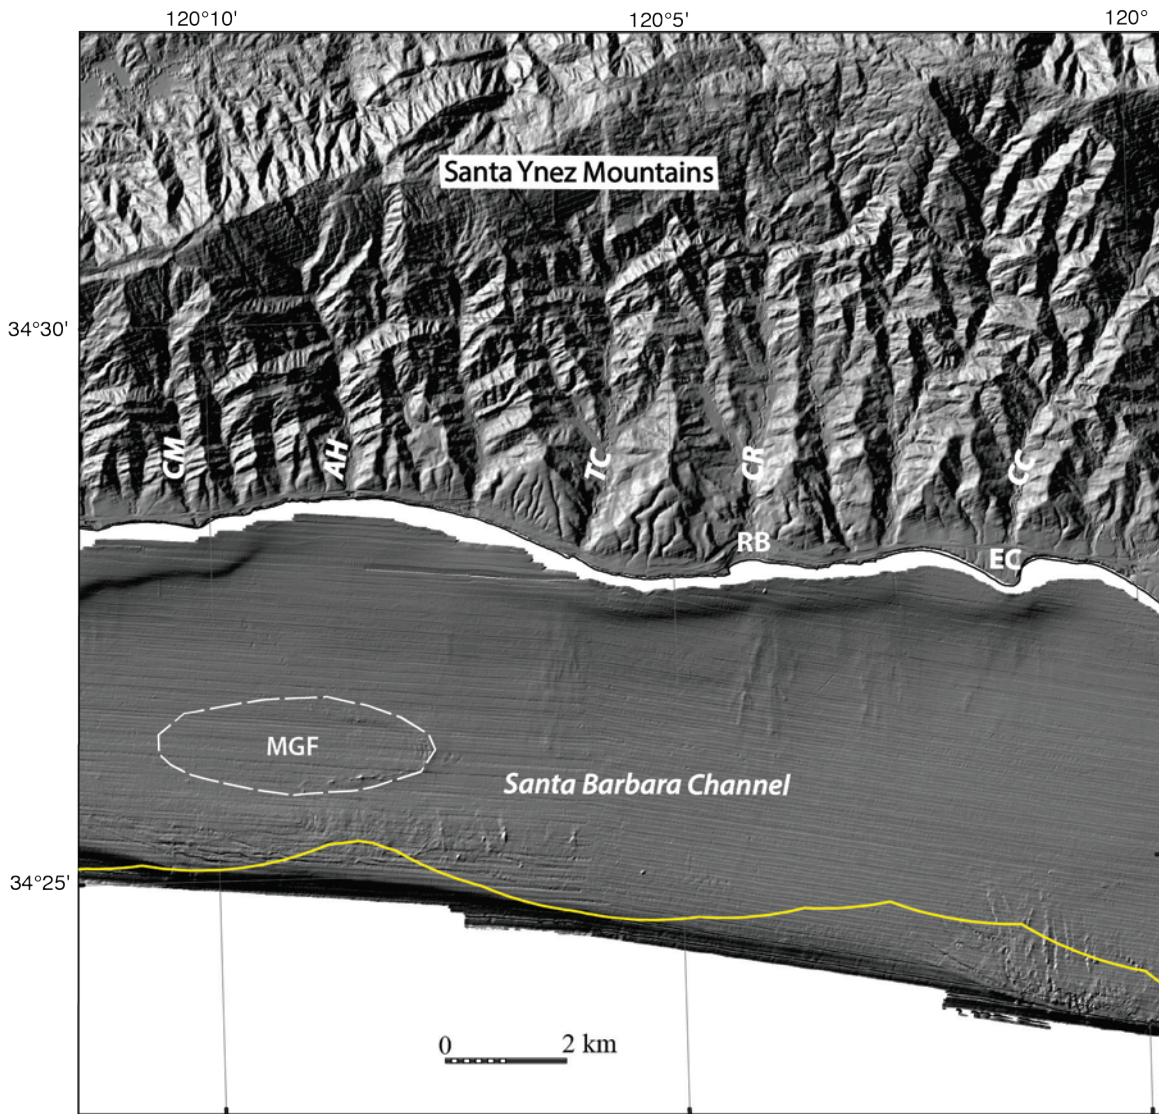 120°10' 120°5' 120°
Santa Ynez Mountains
34°30'
CM AH TC CR CC
RB
EC
MGF
Santa Barbara Channel
34°25'
0 2 km